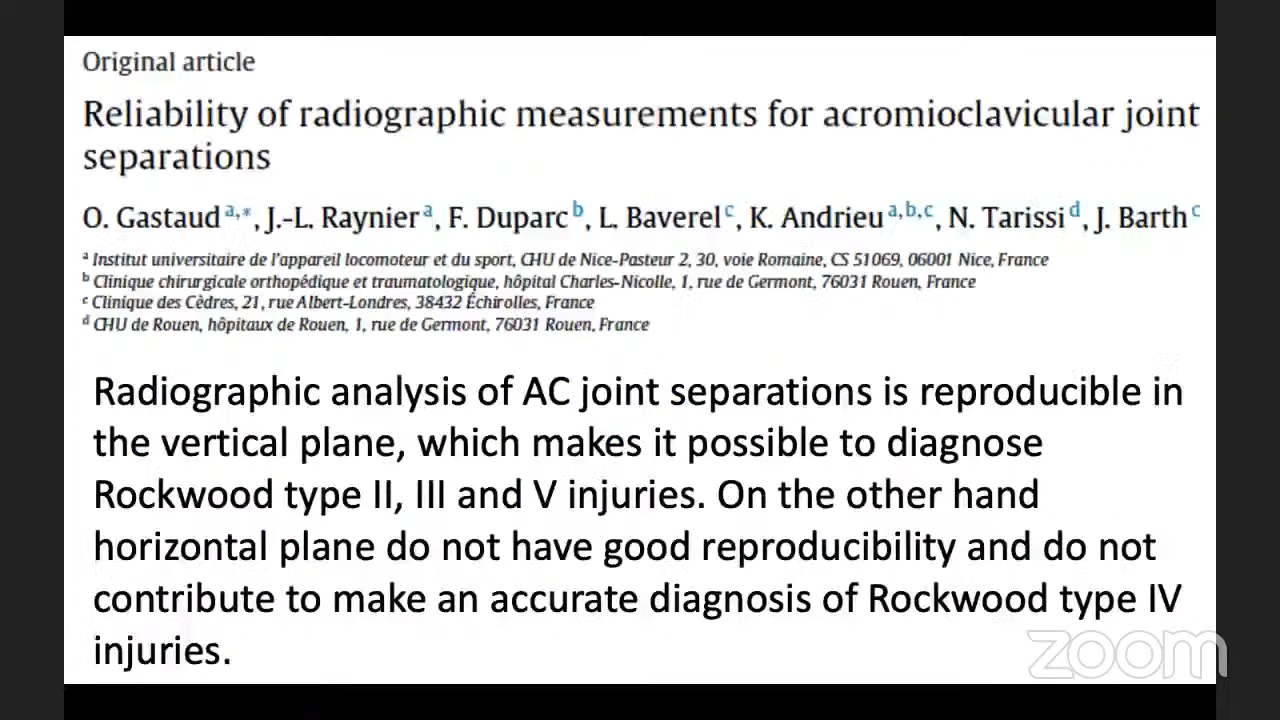 Original article
Reliability of radiographic measurements for acromioclavicular joint
separations
O. Gastaud a,*, J.-L. Raynier a, F. Duparc b, L. Baverel c, K. Andrieu a,b,c, N. Tarissi d, J. Barth c
a Institut universitaire de l'appareil locomoteur et du sport, CHU de Nice-Pasteur 2, 30, voie Romaine, CS 51069, 06001 Nice, France
b Clinique chirurgicale orthopédique et traumatologique, hôpital Charles-Nicolle, 1, rue de Germont, 76031 Rouen, France
c Clinique des Cèdres, 21, rue Albert-Londres, 38432 Échirolles, France
d CHU de Rouen, hôpitaux de Rouen, 1, rue de Germont, 76031 Rouen, France
Radiographic analysis of AC joint separations is reproducible in
the vertical plane, which makes it possible to diagnose
Rockwood type II, III and V injuries. On the other hand
horizontal plane do not have good reproducibility and do not
contribute to make an accurate diagnosis of Rockwood type IV
injuries.
zoom